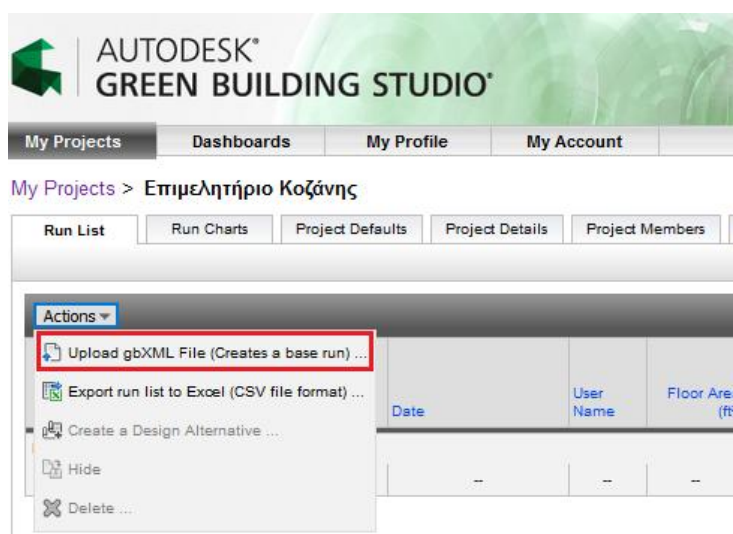 AUTODESK®
GREEN BUILDING STUDIO®
My Projects Dashboards My Profile My Account
My Projects > Επιμελητήριο Κοζάνης
Run List Run Charts Project Defaults Project Details Project Members
Actions
Upload gbXML File (Creates a base run) ...
Export run list to Excel (CSV file format) ...
Date
User
Name
Floor Are
(ft
Create a Design Alternative ...
Hide
-- -- --
Delete ...